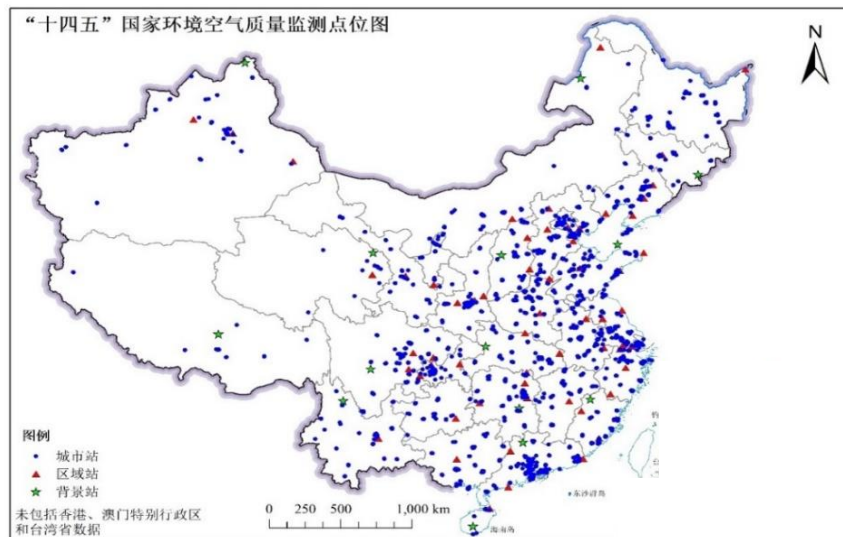 “十四五”国家环境空气质量监测点位图
N
图例
城市站
区域站
背景站
未包括香港、澳门特别行政区
和台湾省数据
0 250 500 1,000 km
东沙群岛
海南岛
台